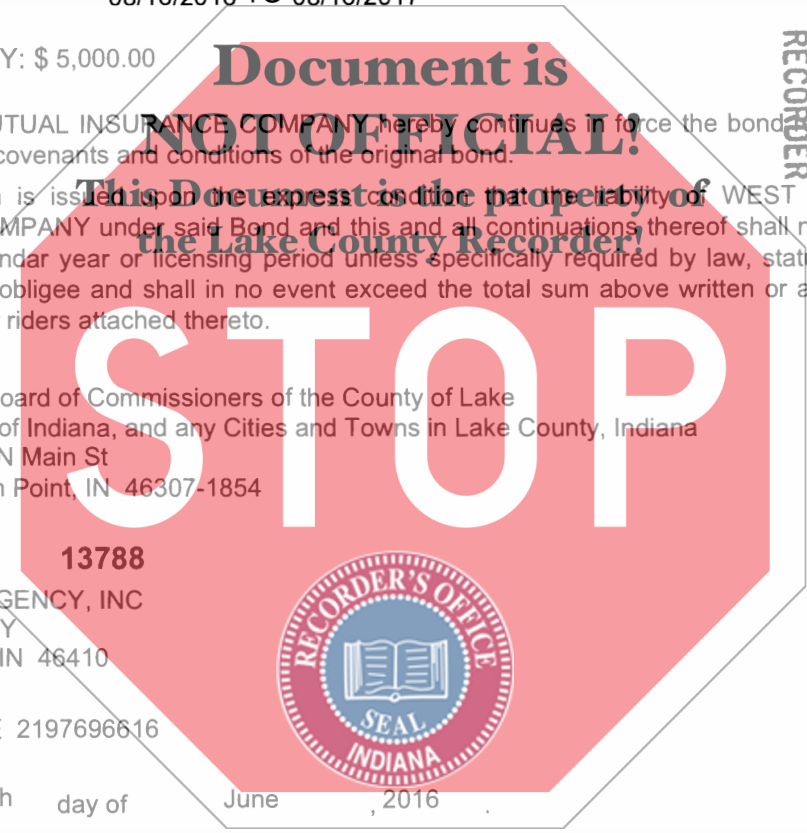 TO
Y: $ 5,000.00
Document is
RECORDER
UTUAL INSURANCE COMPANY hereby continues in force the bond
NOT OFFICIAL!
covenants and conditions of the original bond.
is issued upon the express condition that the liability of WEST
This Document is the property of
MPANY under said Bond and this and all continuations thereof shall
the Lake County Recorder!
ndar year or licensing period unless specifically required by law, statu
obligee and shall in no event exceed the total sum above written or a
riders attached thereto.
STOP
oard of Commissioners of the County of Lake
of Indiana, and any Cities and Towns in Lake County, Indiana
N Main St
Point, IN 46307-1854
13788
GENCY, INC
Y
IN 46410
RECORDER'S OFFICE
SEAL
INDIANA
2197696616
day of June , 2016 .